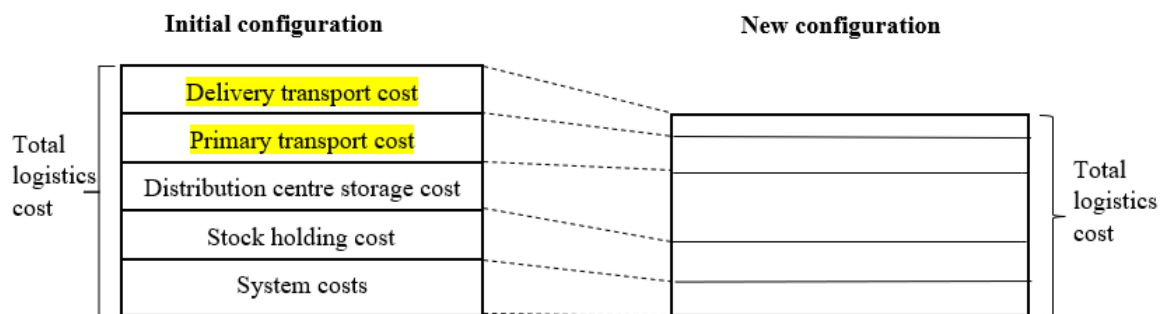 Initial configuration
New configuration
Total
logistics
cost
Delivery transport cost
Primary transport cost
Distribution centre storage cost
Stock holding cost
System costs
Total
logistics
cost